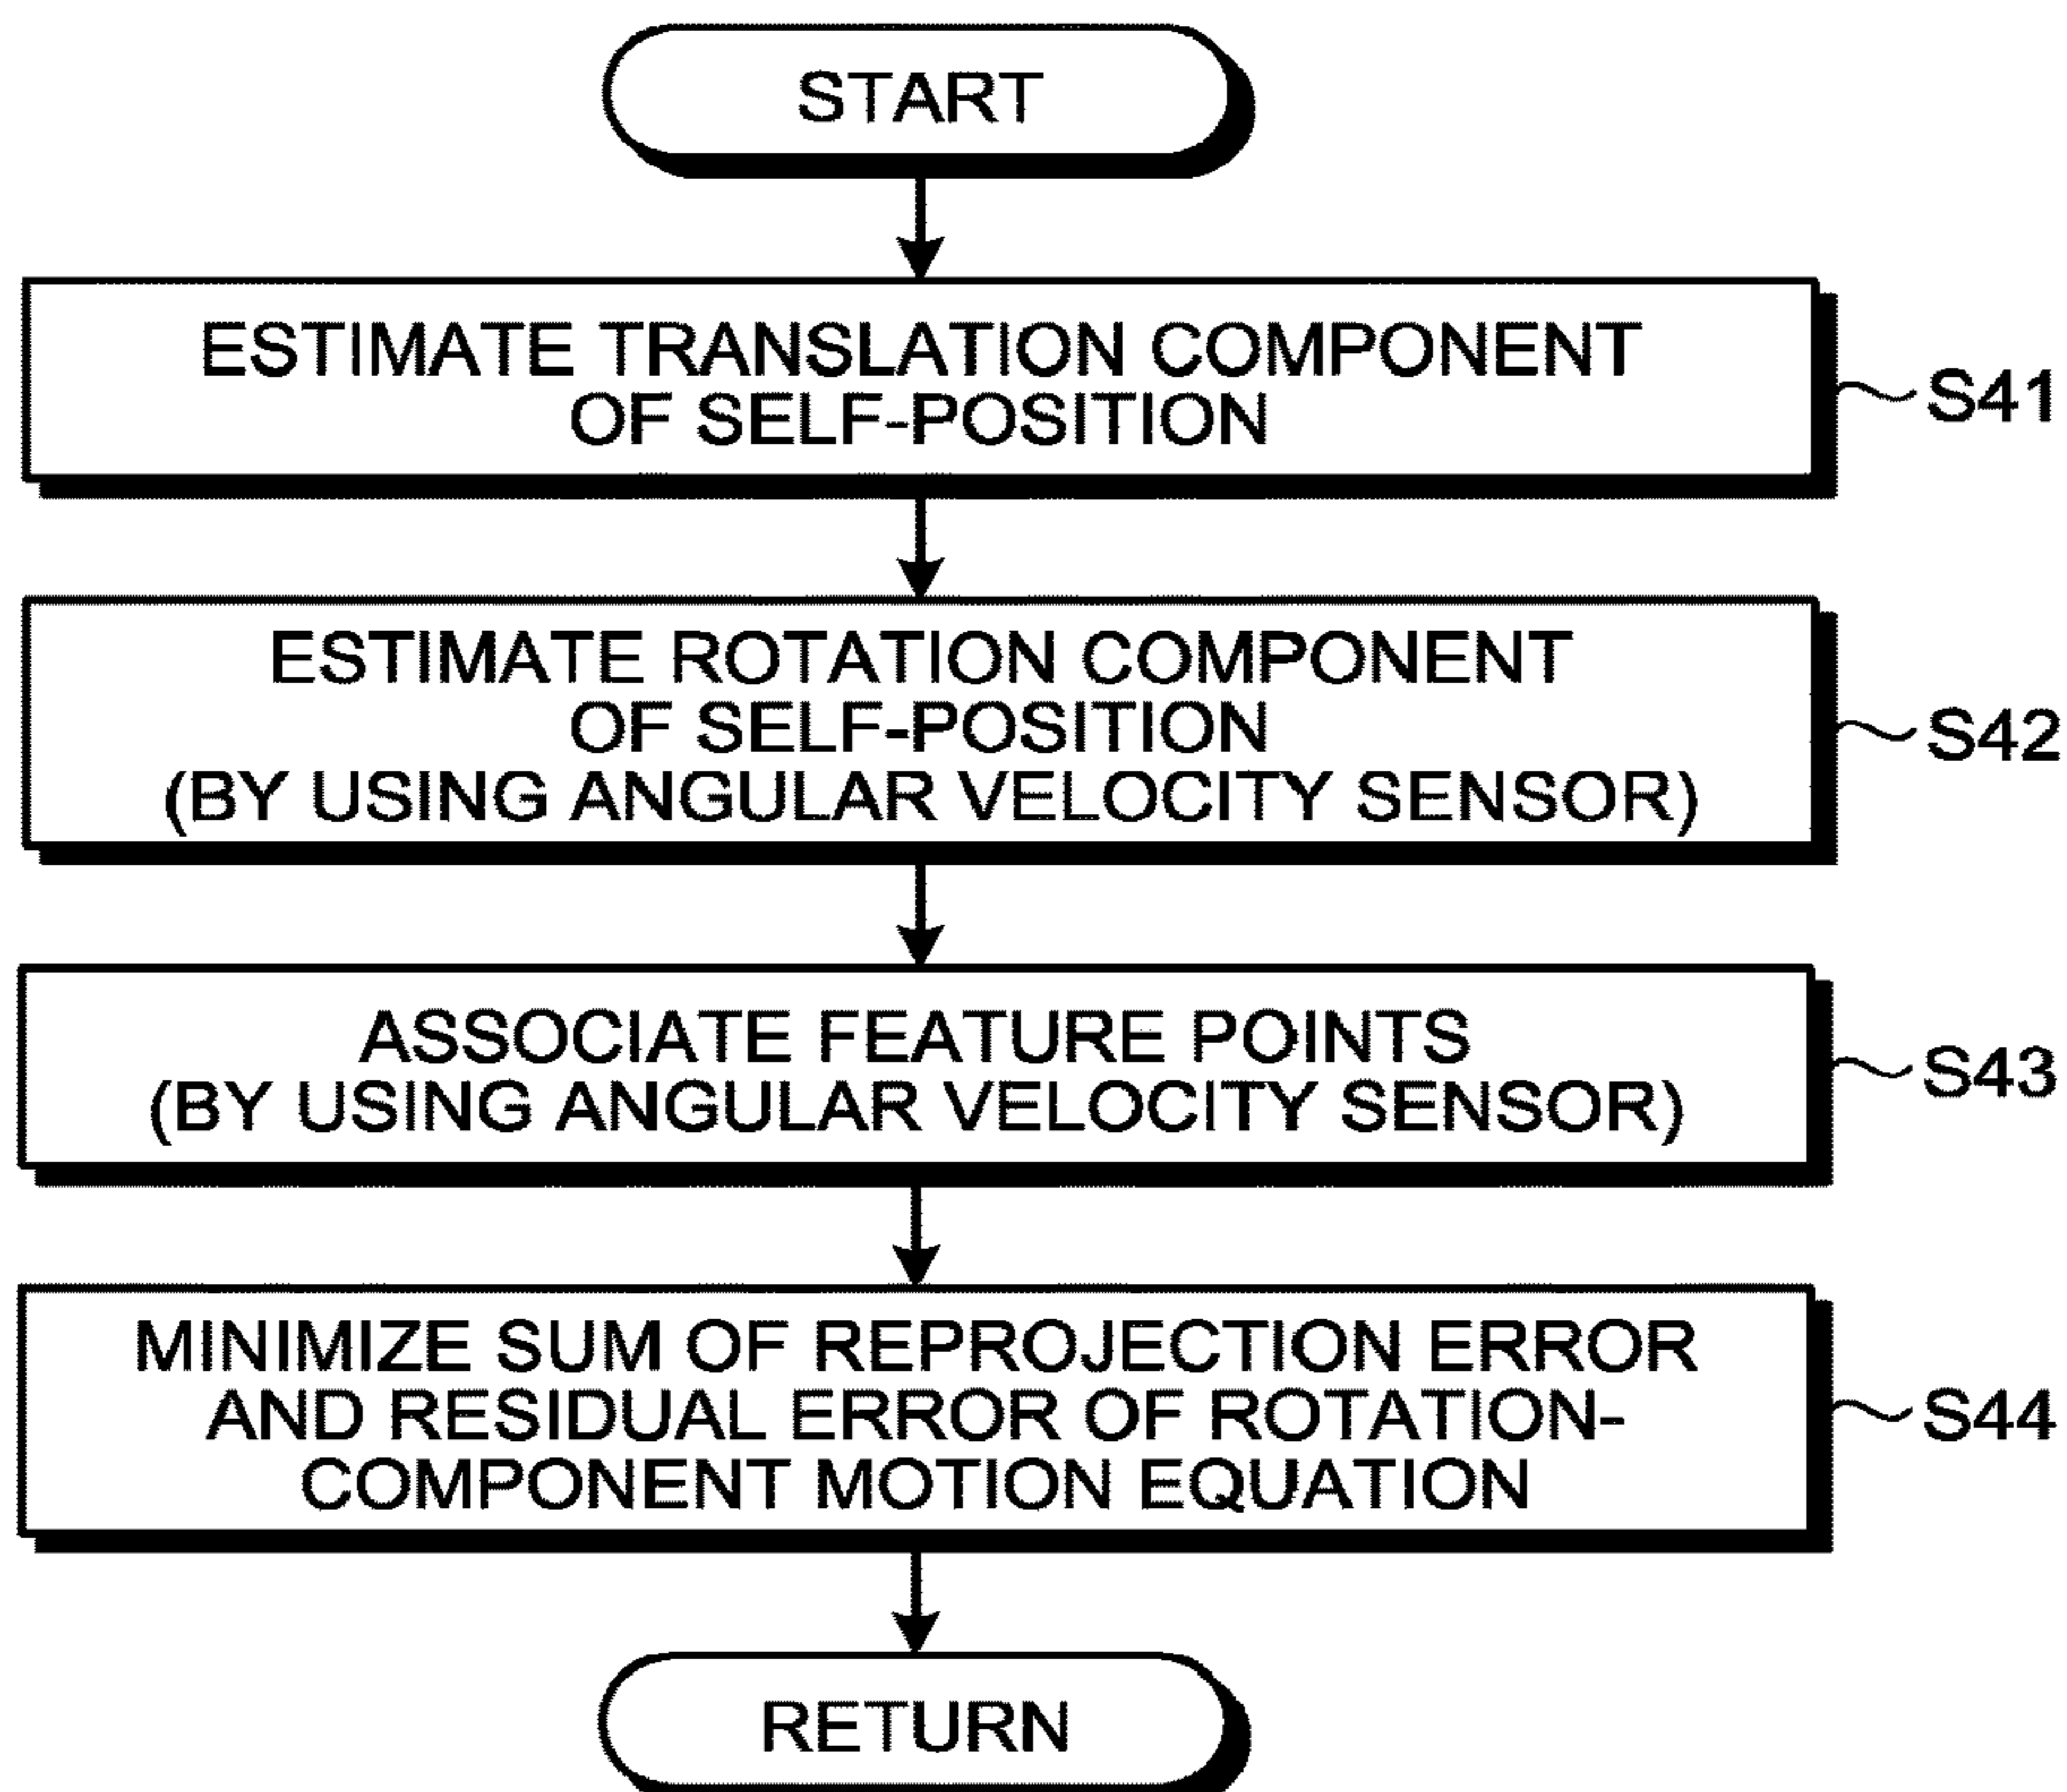 START
ESTIMATE TRANSLATION COMPONENT
OF SELF-POSITION
S41
ESTIMATE ROTATION COMPONENT
OF SELF-POSITION
(BY USING ANGULAR VELOCITY SENSOR)
S42
ASSOCIATE FEATURE POINTS
(BY USING ANGULAR VELOCITY SENSOR)
S43
MINIMIZE SUM OF REPROJECTION ERROR
AND RESIDUAL ERROR OF ROTATION-
COMPONENT MOTION EQUATION
S44
RETURN